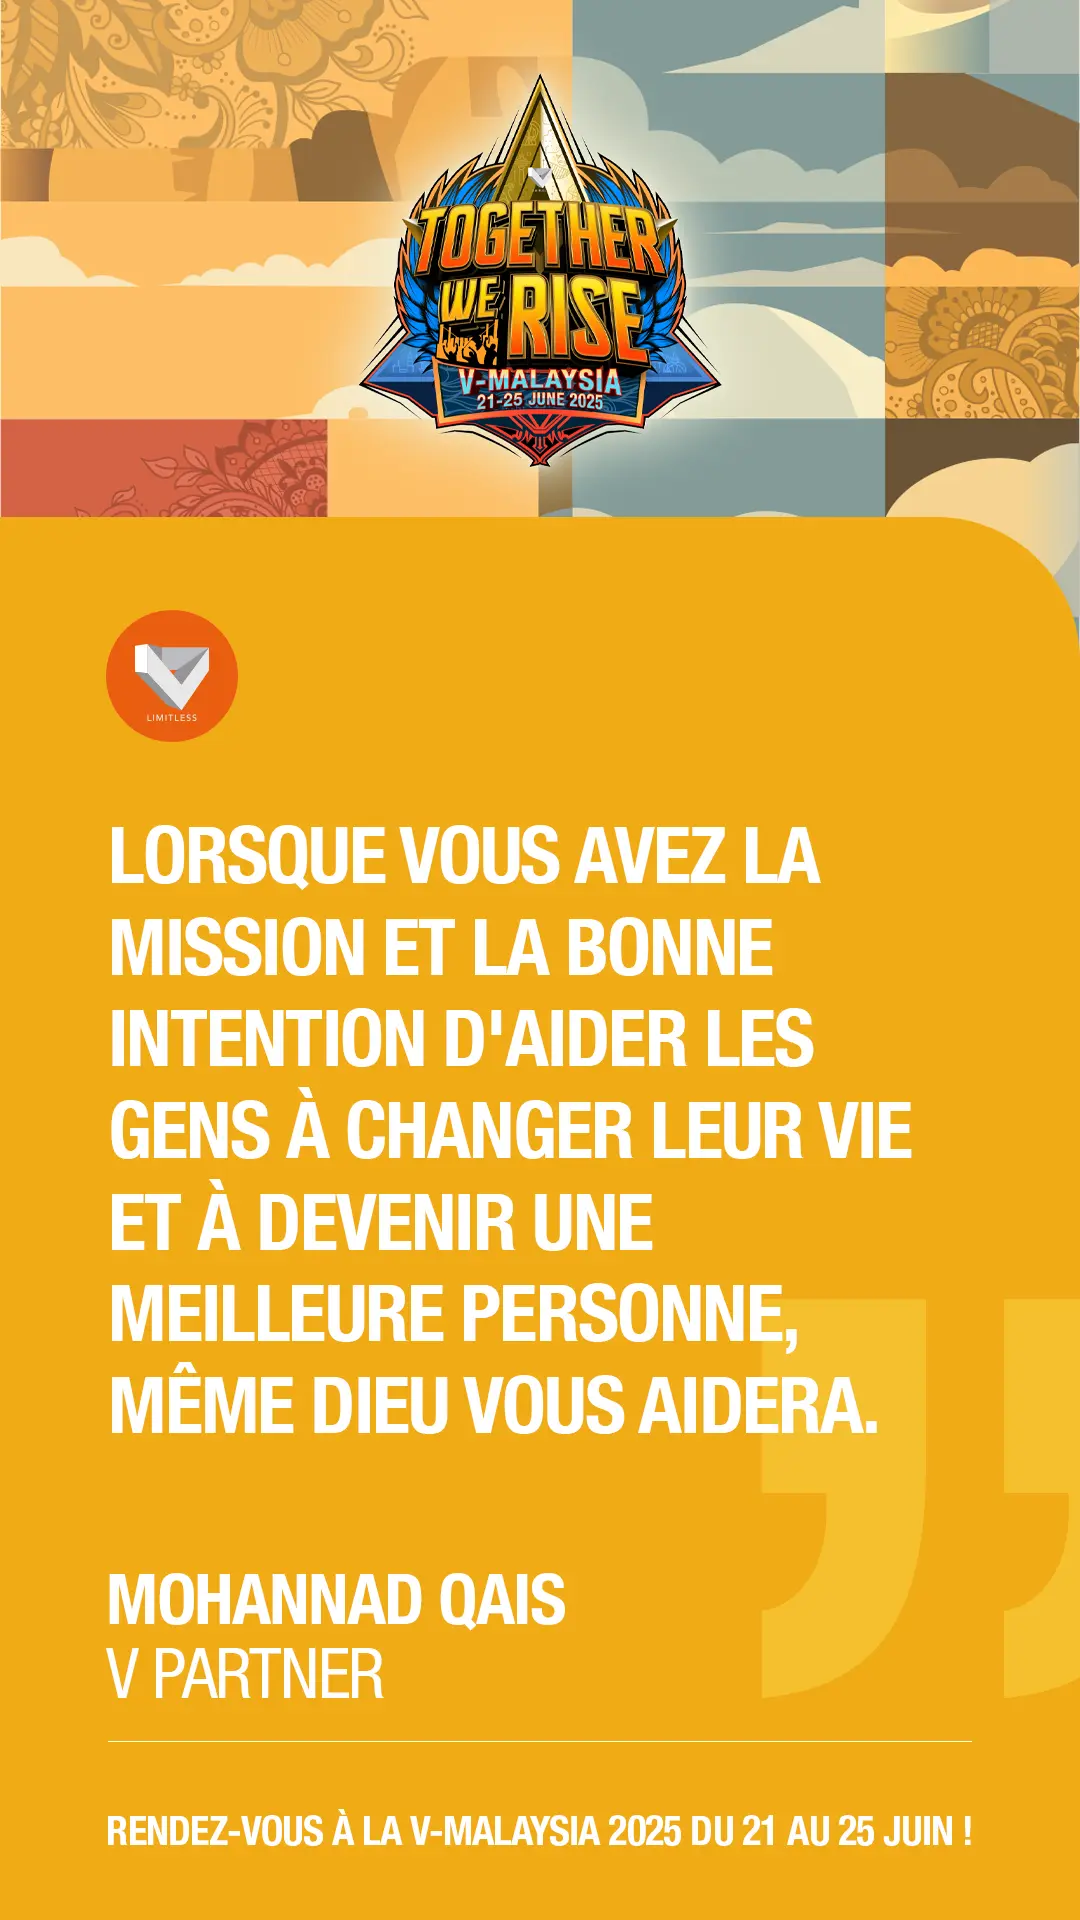 TOGETHER
WE RISE
V-MALAYSIA
21-25 JUNE 2025
LIMITLESS
LORSQUE VOUS AVEZ LA
MISSION ET LA BONNE
INTENTION D'AIDER LES
GENS À CHANGER LEUR VIE
ET À DEVENIR UNE
MEILLEURE PERSONNE,
MÊME DIEU VOUS AIDERA.
MOHANNAD QAIS
V PARTNER
RENDEZ-VOUS À LA V-MALAYSIA 2025 DU 21 AU 25 JUIN !